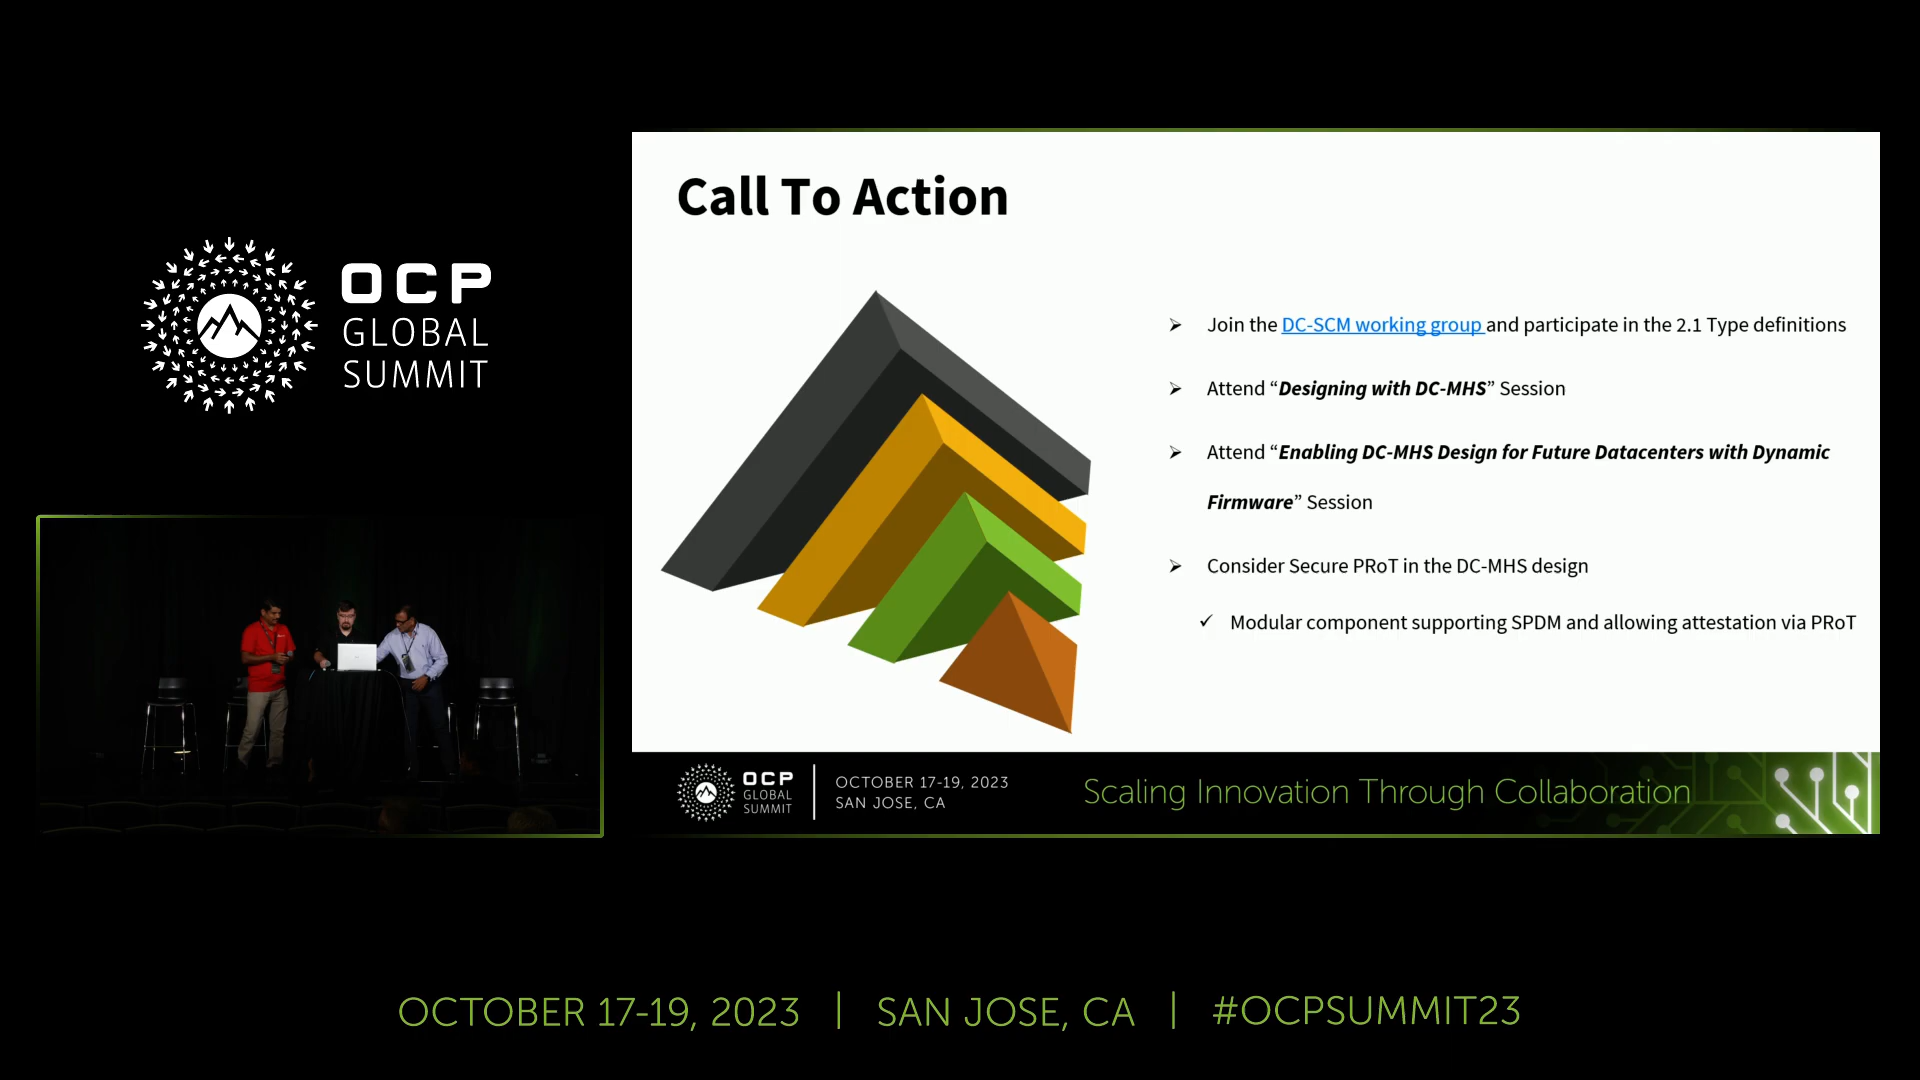 OCP
GLOBAL
SUMMIT
Call To Action
Join the DC-SCM working group and participate in the 2.1 Type definitions
Attend “Designing with DC-MHS” Session
Attend “Enabling DC-MHS Design for Future Datacenters with Dynamic
Firmware” Session
Consider Secure PRoT in the DC-MHS design
Modular component supporting SPDM and allowing attestation via PRoT
OCP
GLOBAL
SUMMIT
OCTOBER 17-19, 2023
SAN JOSE, CA
Scaling Innovation Through Collaboration
OCTOBER 17-19, 2023 | SAN JOSE, CA | #OCPSUMMIT23